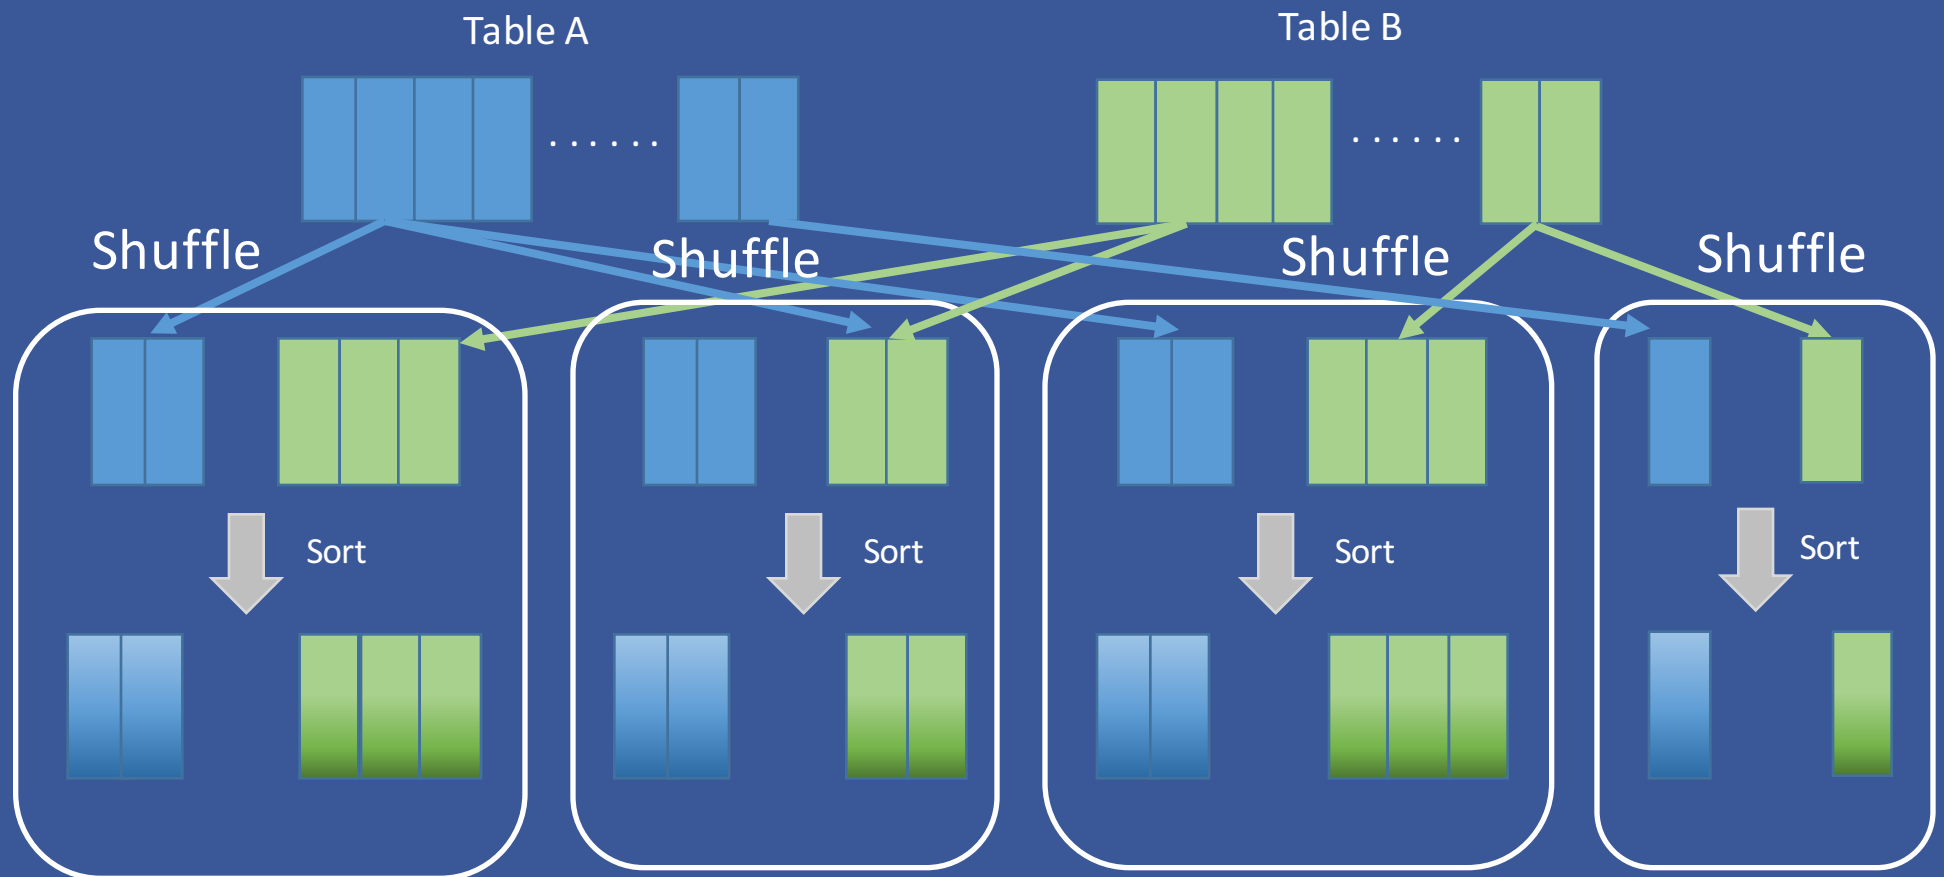 Table A
Table B
. . . . . .
. . . . . .
Shuffle
Shuffle
Shuffle
Shuffle
Sort
Sort
Sort
Sort